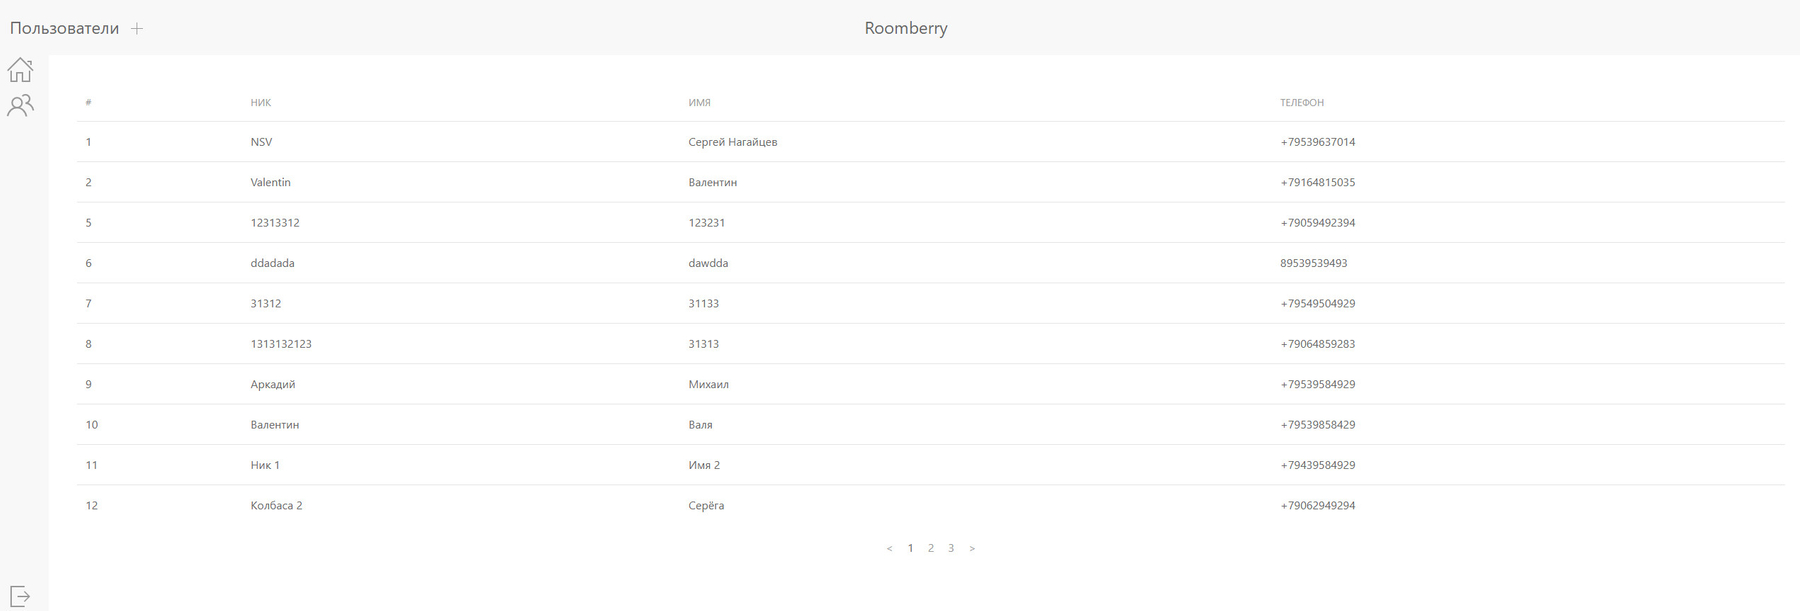 Пользователи + Roomberry
# НИК ИМЯ ТЕЛЕФОН
1 NSV Сергей Нагайцев +79539637014
2 Valentin Валентин +79164815035
5 12313312 123231 +79059492394
6 ddadada dawdda 89539539493
7 31312 31133 +79549504929
8 1313132123 31313 +79064859283
9 Аркадий Михаил +79539584929
10 Валентин Валя +79539858429
11 Ник 1 Имя 2 +79439584929
12 Колбаса 2 Серёга +79062949294
< 1 2 3 >